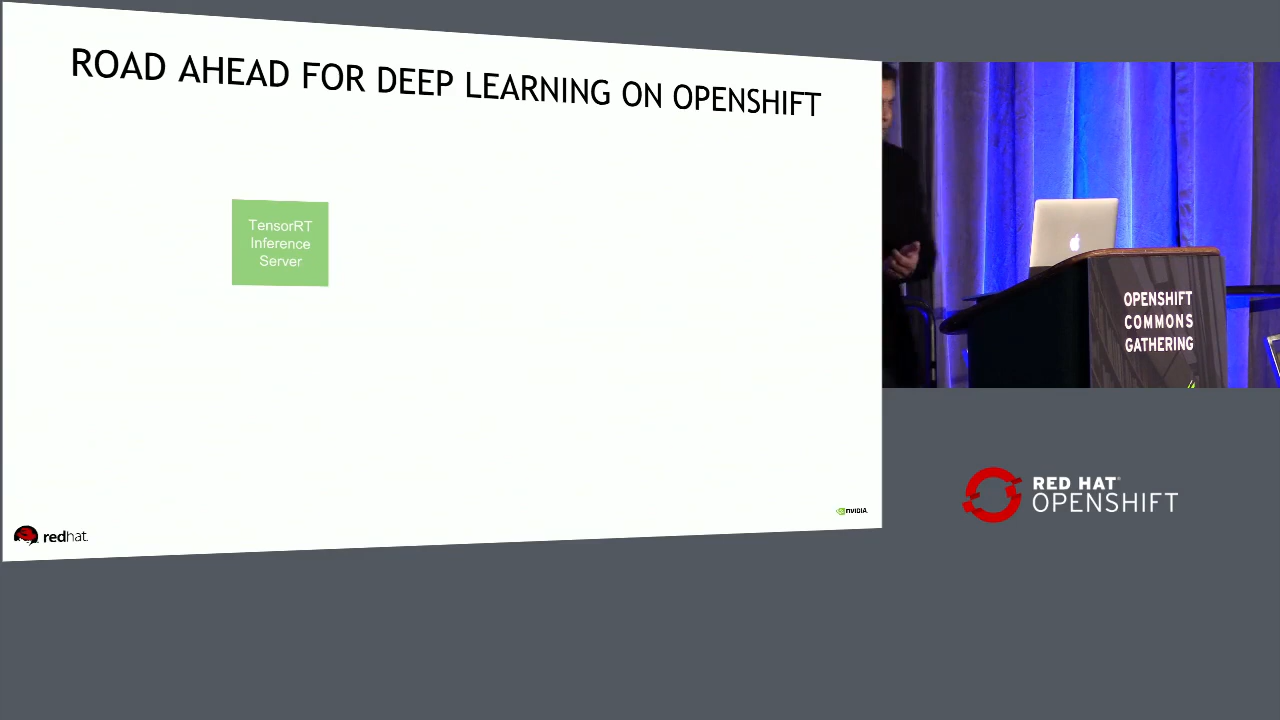 ROAD AHEAD FOR DEEP LEARNING ON OPENSHIFT
TensorRT
Inference
Server
redhat.
NVIDIA
OPENSHIFT
COMMONS
GATHERING
RED HAT
OPENSHIFT